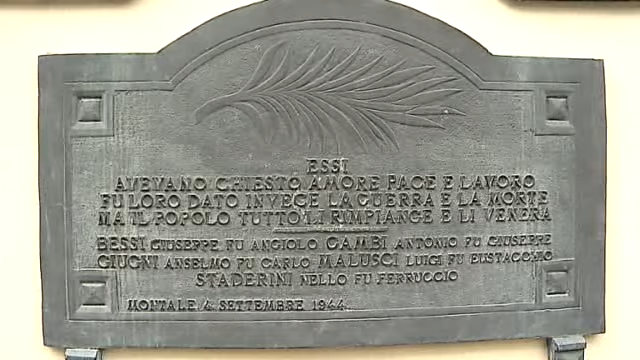 ESSI
AVEVANO CHIESTO AMORE PACE E LAVORO
FU LORO DATO INVECE LA GUERRA E LA MORTE
MA IL POPOLO TUTTO LI RIMPIANGE E LI VENERA
BESSI GIUSEPPE FU ANGIOLO GAMBI ANTONIO FU GIUSEPPE
GIUGNI ANSELMO FU CARLO MALUSCI LUIGI FU EUSTACCHIO
STADERINI NELLO FU FERRUCCIO
MONTALE, 4 SETTEMBRE 1944